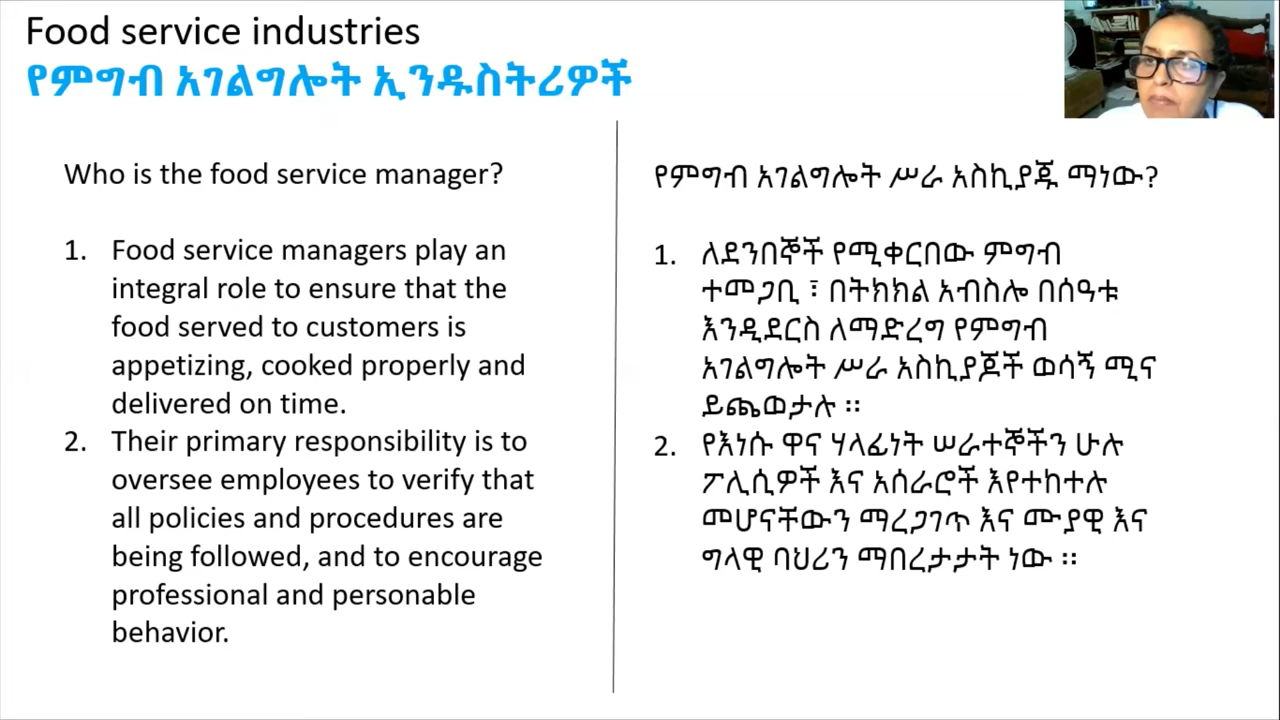 Food service industries
የምግብ አገልግሎት ኢንዱስትሪዎች
Who is the food service manager?
1. Food service managers play an
integral role to ensure that the
food served to customers is
appetizing, cooked properly and
delivered on time.
2. Their primary responsibility is to
oversee employees to verify that
all policies and procedures are
being followed, and to encourage
professional and personable
behavior.
የምግብ አገልግሎት ሥራ አስኪያጁ ማነው?
1. ለደንበኞች የሚቀርበው ምግብ
ተመጋቢ ፣ በትክክል አብስሎ በሰዓቱ
እንዲደርስ ለማድረግ የምግብ
አገልግሎት ሥራ አስኪያጆች ወሳኝ ሚና
ይጫወታሉ ፡፡
2. የእነሱ ዋና ሃላፊነት ሠራተኞችን ሁሉ
ፖሊሲዎች እና አሰራሮች እየተከተሉ
መሆናቸውን ማረጋገጥ እና ሙያዊ እና
ግላዊ ባህሪን ማበረታታት ነው ፡፡